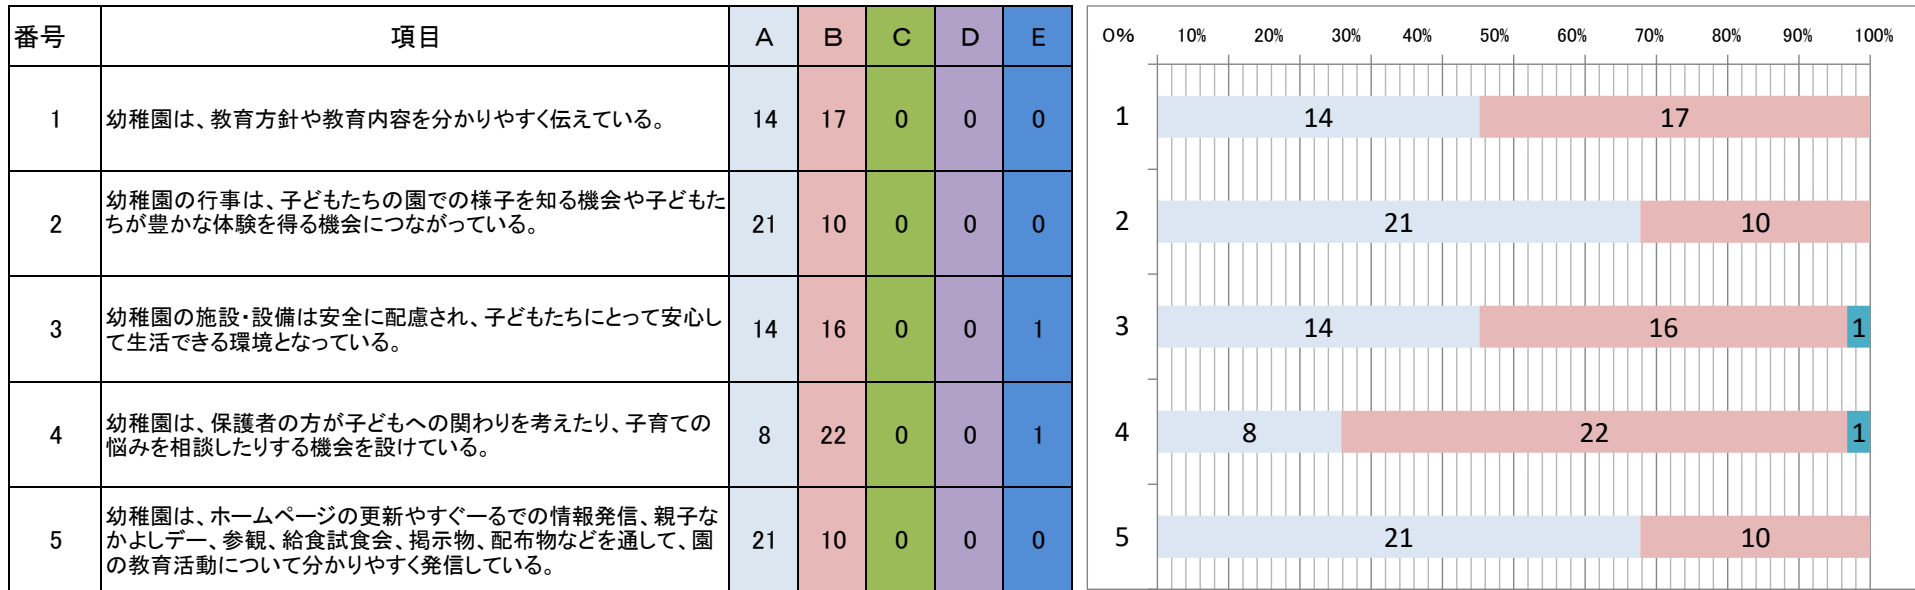 番号 項目 A B C D E
1 幼稚園は、教育方針や教育内容を分かりやすく伝えている。 14 17 0 0 0
2 幼稚園の行事は、子どもたちの園での様子を知る機会や子どもた
ちが豊かな体験を得る機会につながっている。 21 10 0 0 0
3 幼稚園の施設・設備は安全に配慮され、子どもたちにとって安心し
て生活できる環境となっている。 14 16 0 0 1
4 幼稚園は、保護者の方が子どもへの関わりを考えたり、子育ての
悩みを相談したりする機会を設けている。 8 22 0 0 1
5 幼稚園は、ホームページの更新やすぐーるでの情報発信、親子な
かよしデー、参観、給食試食会、掲示物、配布物などを通して、園
の教育活動について分かりやすく発信している。 21 10 0 0 0
0% 10% 20% 30% 40% 50% 60% 70% 80% 90% 100%
1 14 17
2 21 10
3 14 16 1
4 8 22 1
5 21 10